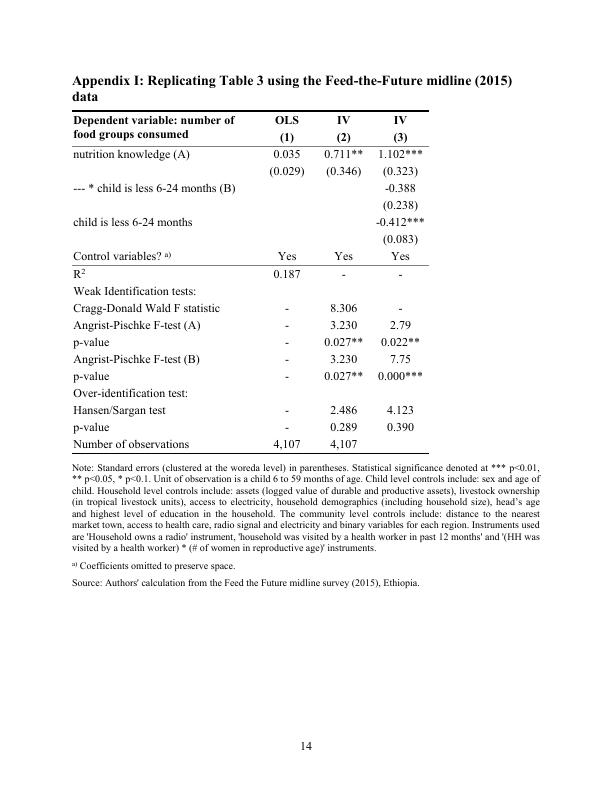 Appendix I: Replicating Table 3 using the Feed-the-Future midline (2015)
data
Dependent variable: number of food groups consumed OLS (1) IV (2) IV (3)
nutrition knowledge (A) 0.035 0.711** 1.102***
(0.029) (0.346) (0.323)
--- * child is less 6-24 months (B) -0.388
(0.238)
child is less 6-24 months -0.412***
(0.083)
Control variables? a) Yes Yes Yes
R2 0.187 - -
Weak Identification tests:
Cragg-Donald Wald F statistic - 8.306 -
Angrist-Pischke F-test (A) - 3.230 2.79
p-value - 0.027** 0.022**
Angrist-Pischke F-test (B) - 3.230 7.75
p-value - 0.027** 0.000***
Over-identification test:
Hansen/Sargan test - 2.486 4.123
p-value - 0.289 0.390
Number of observations 4,107 4,107
Note: Standard errors (clustered at the woreda level) in parentheses. Statistical significance denoted at *** p<0.01,
** p<0.05, * p<0.1. Unit of observation is a child 6 to 59 months of age. Child level controls include: sex and age of
child. Household level controls include: assets (logged value of durable and productive assets), livestock ownership
(in tropical livestock units), access to electricity, household demographics (including household size), head's age
and highest level of education in the household. The community level controls include: distance to the nearest
market town, access to health care, radio signal and electricity and binary variables for each region. Instruments used
are 'Household owns a radio' instrument, 'household was visited by a health worker in past 12 months' and '(HH was
visited by a health worker) * (# of women in reproductive age)' instruments.
a) Coefficients omitted to preserve space.
Source: Authors' calculation from the Feed the Future midline survey (2015), Ethiopia.
14